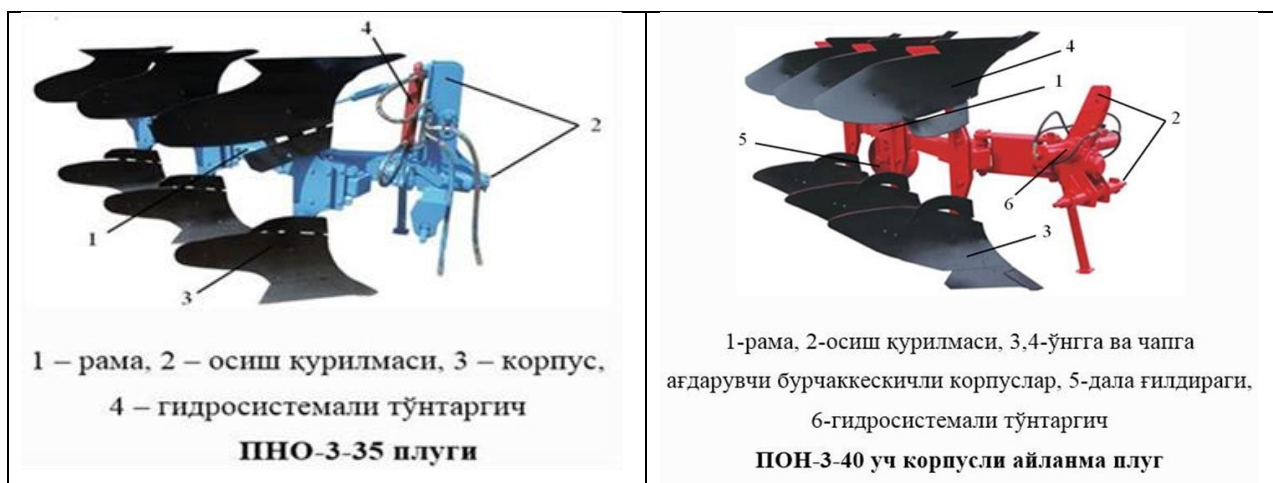 4
2
1
3
1 – рама, 2 – осиш қурилмаси, 3 – корпус,
4 – гидросистемали тўнтаргич
ПНО-3-35 плуги
4
1
2
5
6
3
1-рама, 2-осиш қурилмаси, 3,4-ўнгга ва чапга
ағдарувчи бурчаккескичли корпуслар, 5-дала ғилдираги,
6-гидросистемали тўнтаргич
ПОН-3-40 уч корпусли айланма плуг